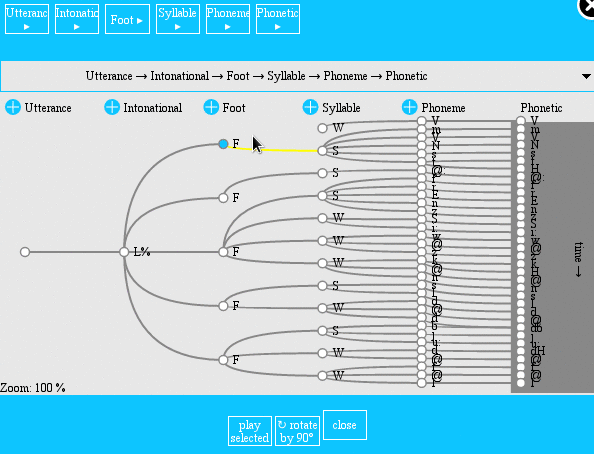 Utteranc ▸
Intonatic ▸
Foot ▸
Syllable ▸
Phoneme ▸
Phonetic ▸
Utterance → Intonational → Foot → Syllable → Phoneme → Phonetic
Utterance
Intonational
Foot
Syllable
Phoneme
Phonetic
W
V
V
m
m
F
V
V
S
N
N
s
s
S
H
@:
@:
F
S
E
E
n
n
z
z
W
S
S
i:
W
w
w
L%
F
@
@
z
z
W
k
k
H
@
@
n
n
S
s
s
F
W
d
d
@
@
d
S
b
W
d
dH
F
@
@
W
@
@
l
l
time →
Zoom: 100 %
play
selected
↻ rotate
by 90°
close